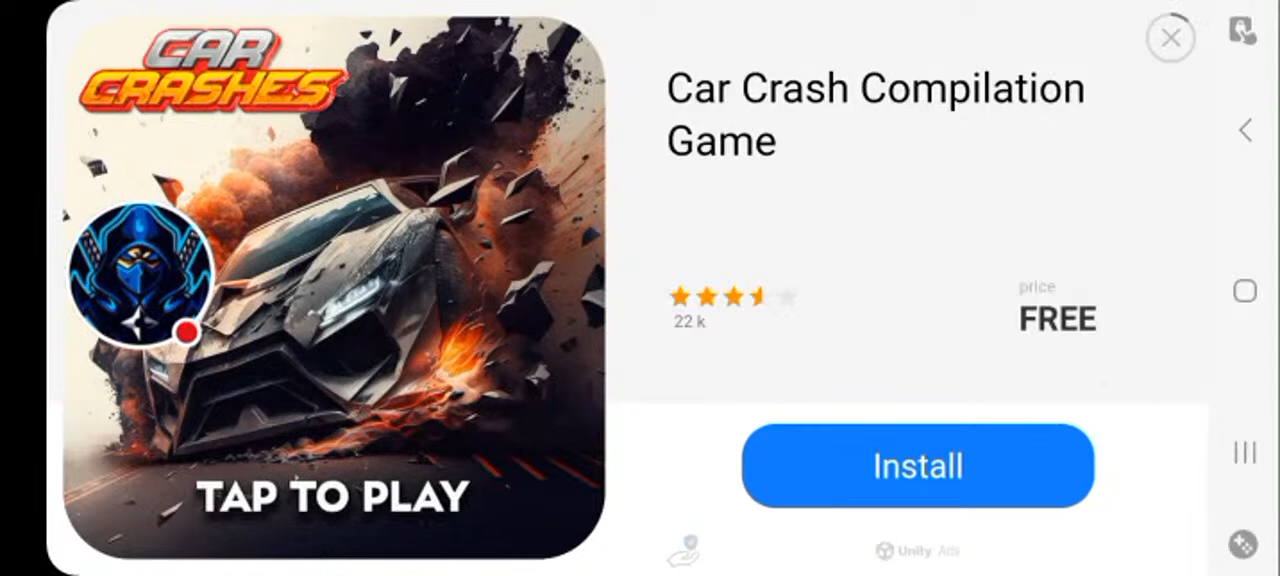 CAR
CRASHES
TAP TO PLAY
Car Crash Compilation
Game
22 k
price
FREE
Install
Unity Ads